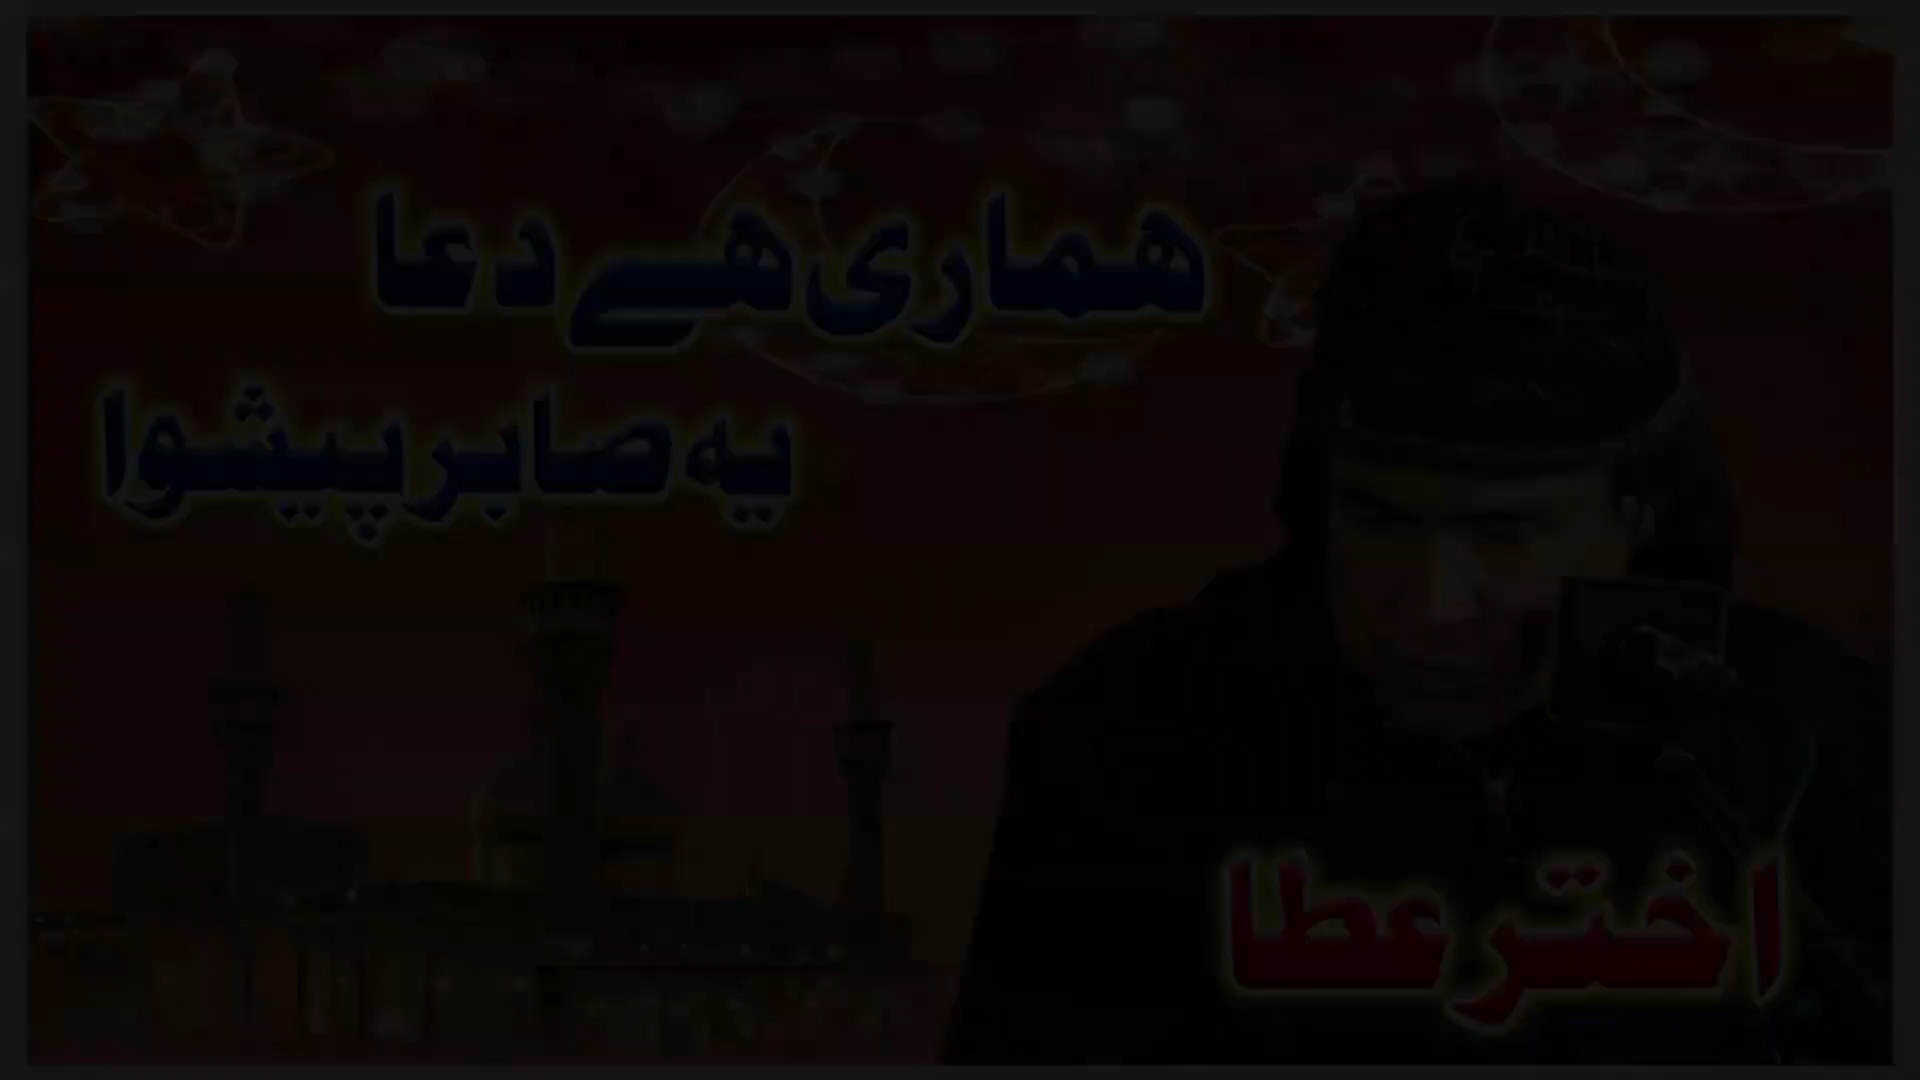 ھماری ھے دعا
یہ صابر پیشوا
اختر عطا